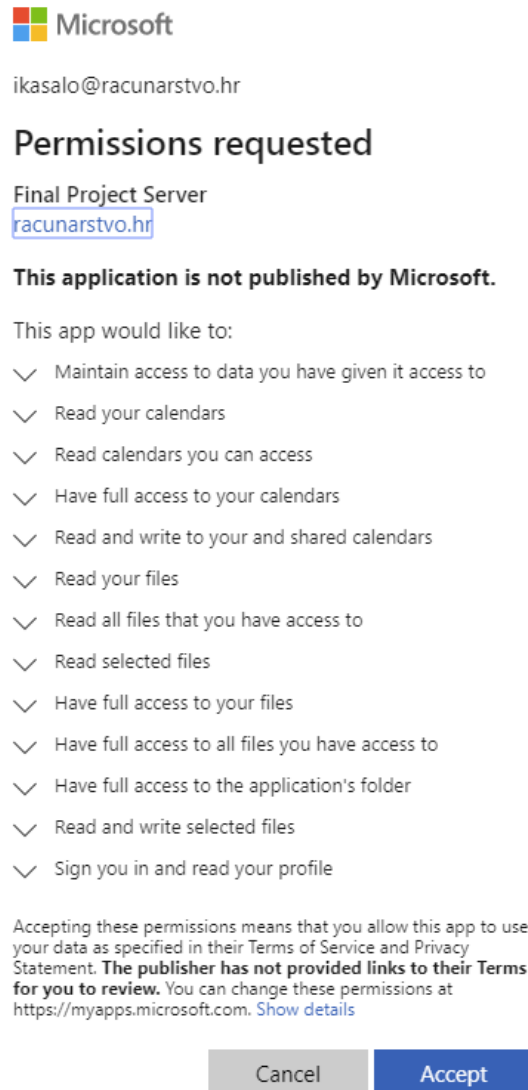 Microsoft
ikasalo@racunarstvo.hr
Permissions requested
Final Project Server
racunarstvo.hr
This application is not published by Microsoft.
This app would like to:
Maintain access to data you have given it access to
Read your calendars
Read calendars you can access
Have full access to your calendars
Read and write to your and shared calendars
Read your files
Read all files that you have access to
Read selected files
Have full access to your files
Have full access to all files you have access to
Have full access to the application's folder
Read and write selected files
Sign you in and read your profile
Accepting these permissions means that you allow this app to use
your data as specified in their Terms of Service and Privacy
Statement. The publisher has not provided links to their Terms
for you to review. You can change these permissions at
https://myapps.microsoft.com. Show details
Cancel Accept